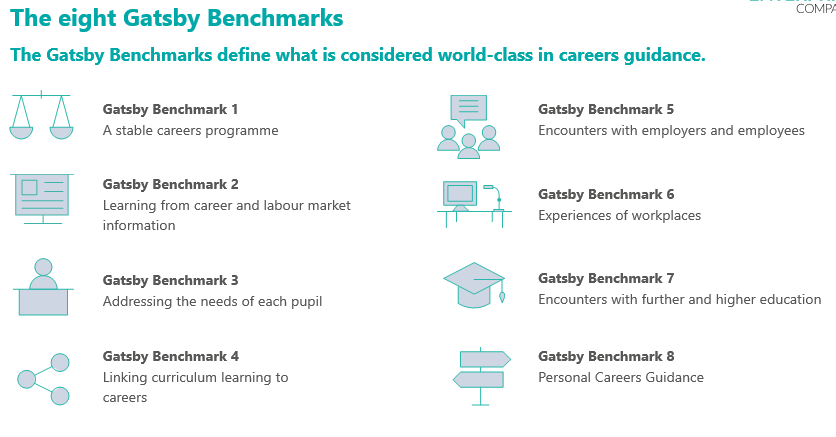 The eight Gatsby Benchmarks
The Gatsby Benchmarks define what is considered world-class in careers guidance.
Gatsby Benchmark 1
A stable careers programme
Gatsby Benchmark 2
Learning from career and labour market
information
Gatsby Benchmark 3
Addressing the needs of each pupil
Gatsby Benchmark 4
Linking curriculum learning to
careers
Gatsby Benchmark 5
Encounters with employers and employees
Gatsby Benchmark 6
Experiences of workplaces
Gatsby Benchmark 7
Encounters with further and higher education
Gatsby Benchmark 8
Personal Careers Guidance